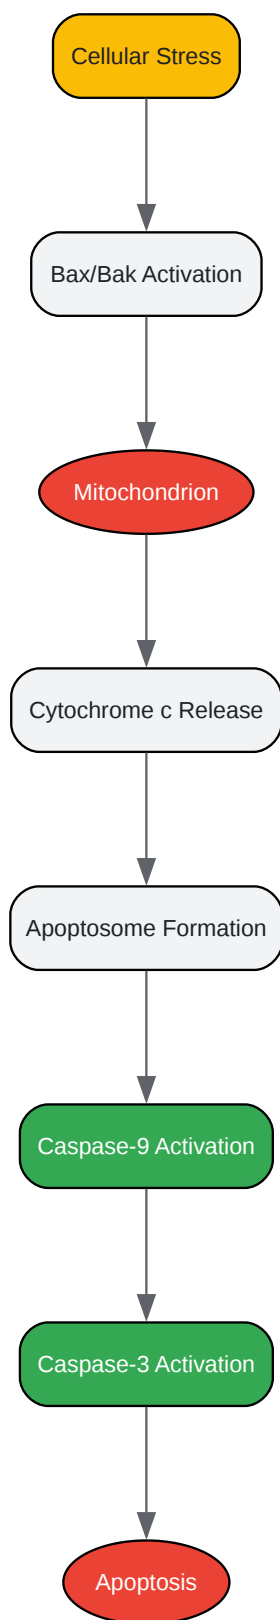 Cellular Stress
Bax/Bak Activation
Mitochondrion
Cytochrome c Release
Apoptosome Formation
Caspase-9 Activation
Caspase-3 Activation
Apoptosis